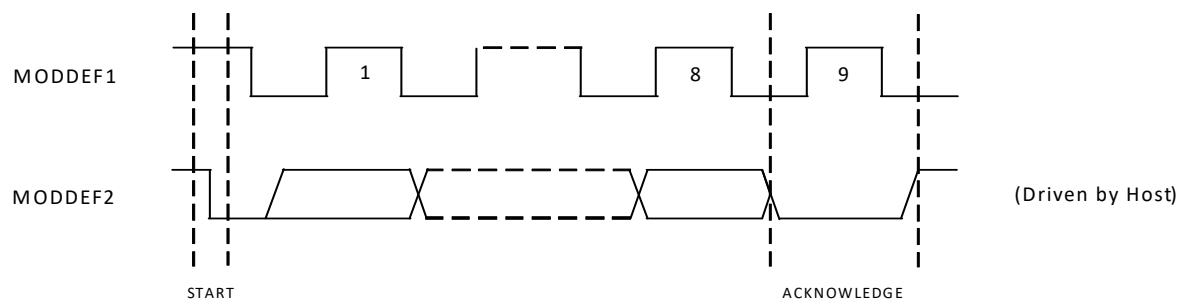 MODDEF1
1
8
9
MODDEF2
(Driven by Host)
START
ACKNOWLEDGE